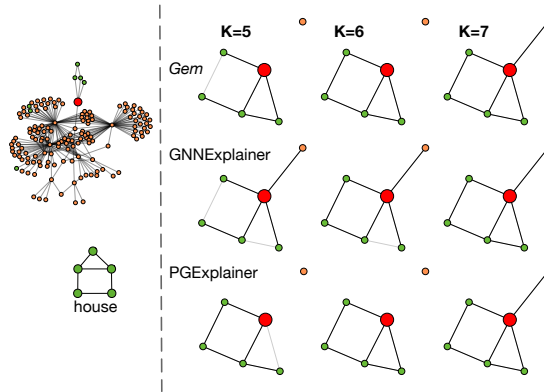 K=5 K=6 K=7
Gem
GNNExplainer
PGExplainer
house